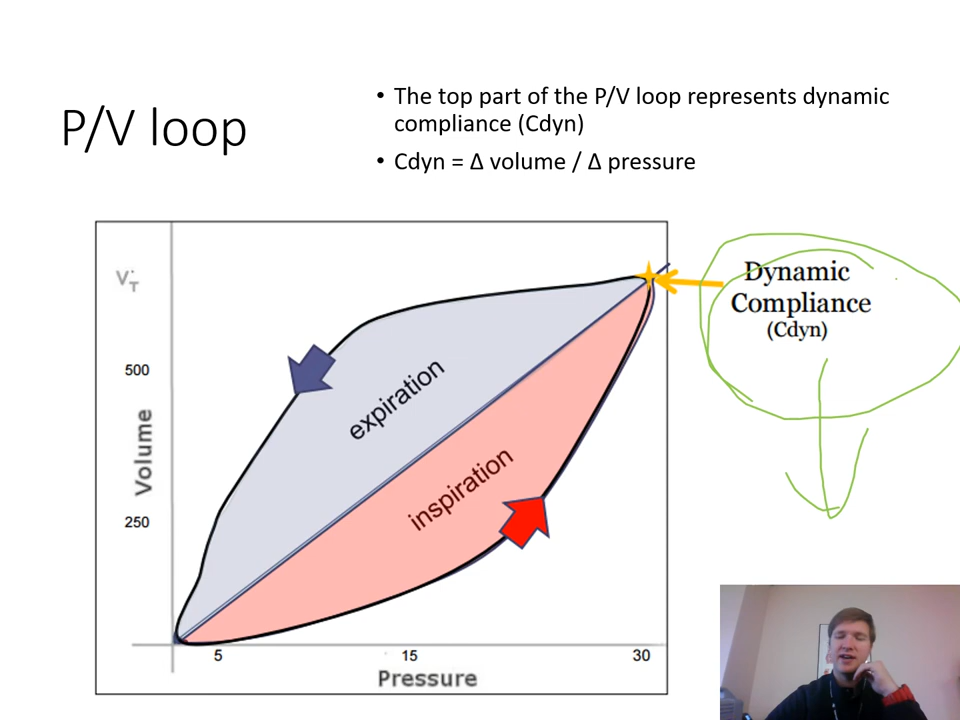 P/V loop
• The top part of the P/V loop represents dynamic
compliance (Cdyn)
• Cdyn = Δ volume / Δ pressure
V̇T
Dynamic
Compliance
(Cdyn)
500
expiration
Volume
inspiration
250
5 15 30
Pressure